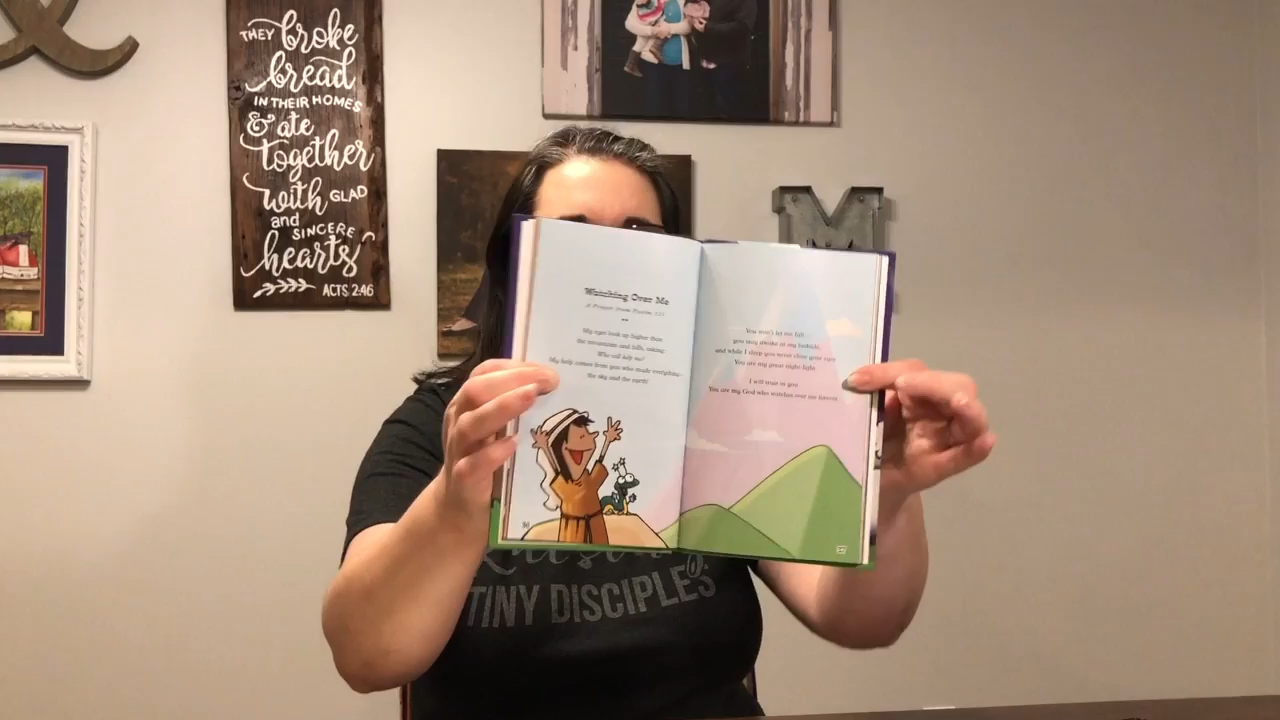 THEY broke
bread
IN THEIR HOMES
& ate
together
with GLAD
and
SINCERE
hearts
ACTS 2:46
M
Watching Over Me
A Prayer from Psalm 121
My eyes look up higher than
the mountains and hills, asking:
Who will help me?
My help comes from you who made everything—
the sky and the earth!
You won't let me fall—
you stay awake at my bedside,
and while I sleep you never close your eyes
You are my great night-light.
I will trust in you.
You are my God who watches over me forever.
TINY DISCIPLES